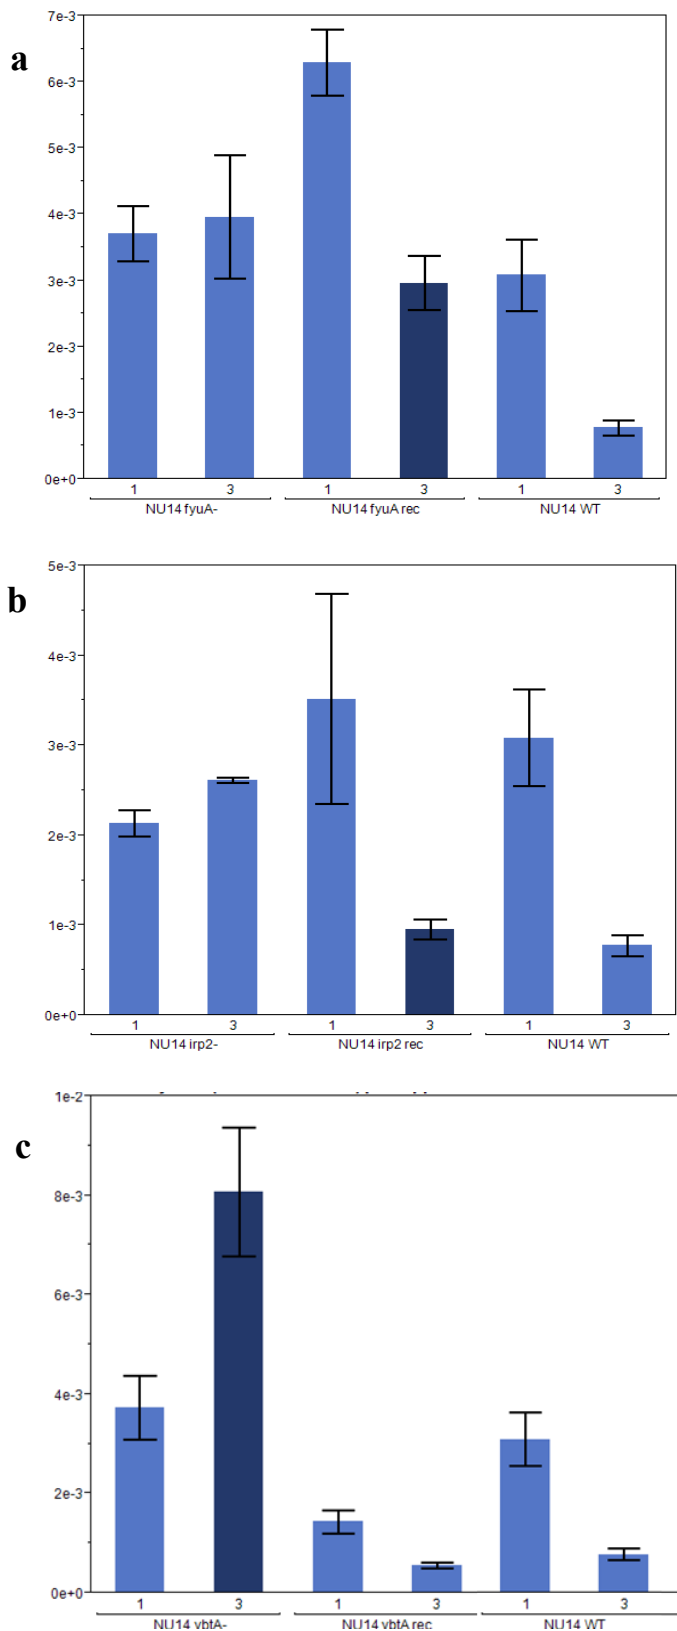 a
7e-3
6e-3
5e-3
4e-3
3e-3
2e-3
1e-3
0e+0
1 3 1 3 1 3
NU14 fyuA- NU14 fyuA rec NU14 WT
b
5e-3
4e-3
3e-3
2e-3
1e-3
0e+0
1 3 1 3 1 3
NU14 irp2- NU14 irp2 rec NU14 WT
c
1e-2
8e-3
6e-3
4e-3
2e-3
0e+0
1 3 1 3 1 3
NU14 ybtA- NU14 ybtA rec NU14 WT